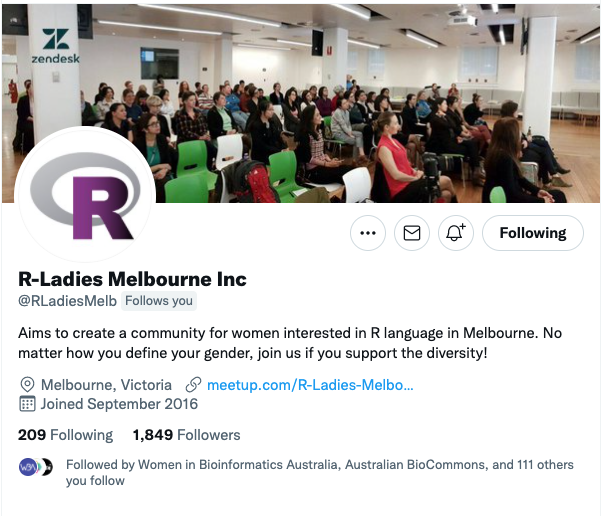 zendesk
R
Following
R-Ladies Melbourne Inc
@RLadiesMelb Follows you
Aims to create a community for women interested in R language in Melbourne. No
matter how you define your gender, join us if you support the diversity!
Melbourne, Victoria meetup.com/R-Ladies-Melbo...
Joined September 2016
209 Following 1,849 Followers
Followed by Women in Bioinformatics Australia, Australian BioCommons, and 111 others
you follow